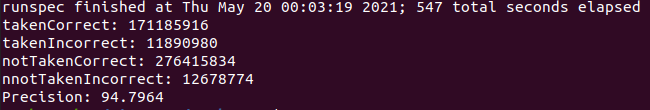 runspec finished at Thu May 20 00:03:19 2021; 547 total seconds elapsed
takenCorrect: 171185916
takenIncorrect: 11890980
notTakenCorrect: 276415834
nnotTakenIncorrect: 12678774
Precision: 94.7964